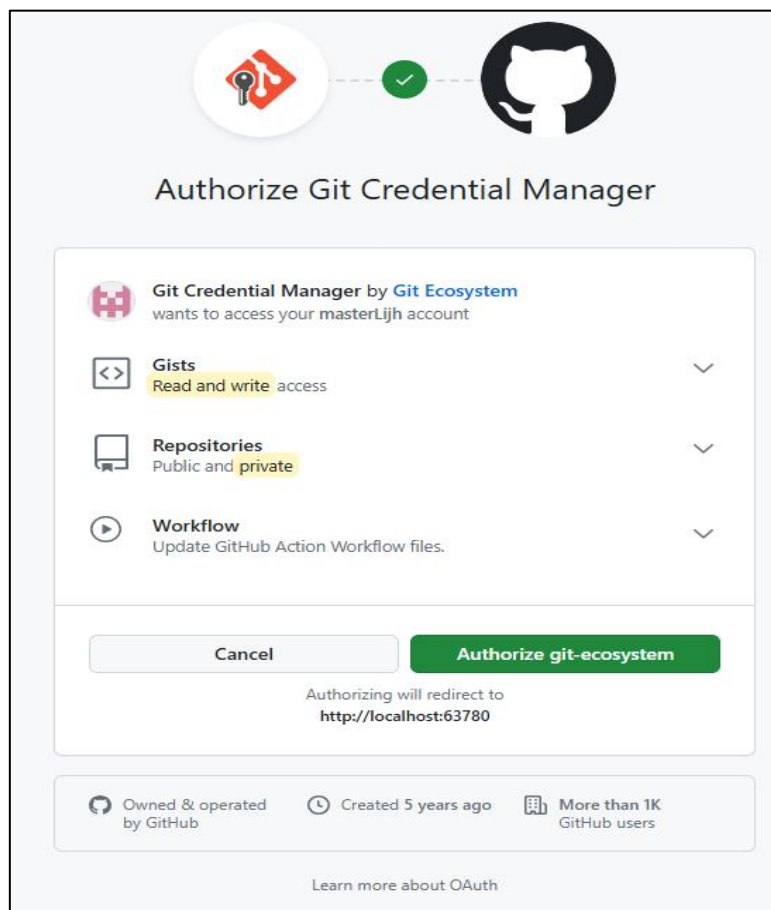 Authorize Git Credential Manager
Git Credential Manager by Git Ecosystem
wants to access your masterLijh account
Gists
Read and write access
Repositories
Public and private
Workflow
Update GitHub Action Workflow files.
Cancel
Authorize git-ecosystem
Authorizing will redirect to
http://localhost:63780
Owned & operated
by GitHub
Created 5 years ago
More than 1K
GitHub users
Learn more about OAuth